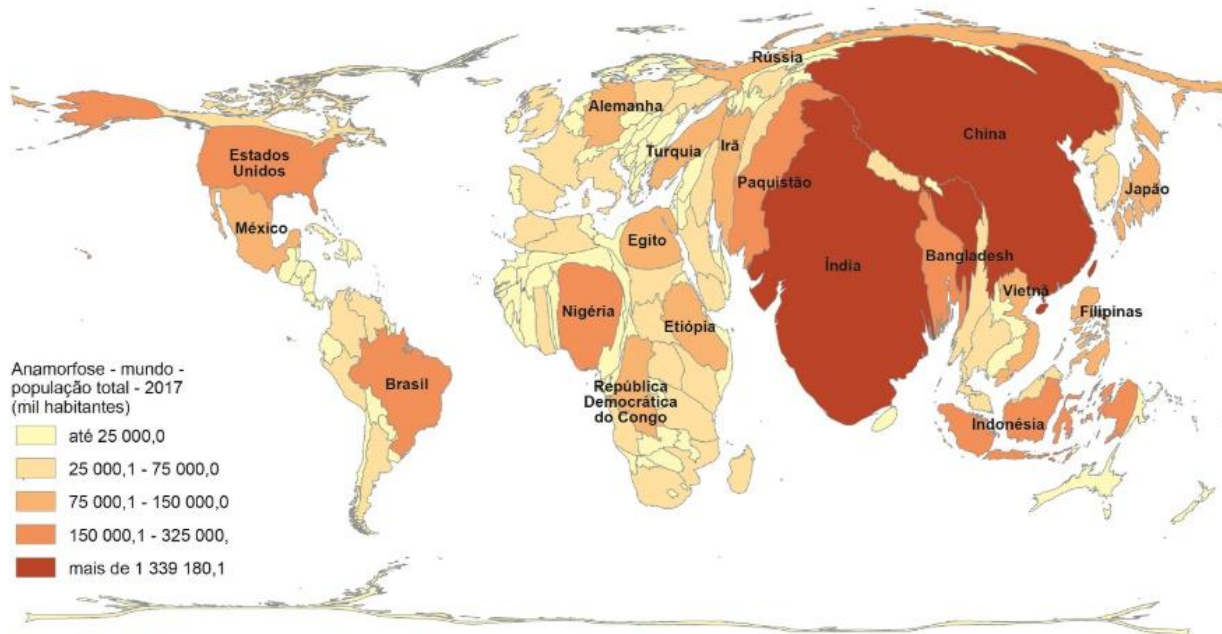 Rússia
Alemanha
China
Estados
Unidos
Turquia
Irã
Paquistão
Japão
México
Egito
Índia
Bangladesh
Nigéria
Etiópia
Vietnã
Filipinas
Anamorfose - mundo -
população total - 2017
(mil habitantes)
Brasil
República
Democrática
do Congo
Indonésia
até 25 000,0
25 000,1 - 75 000,0
75 000,1 - 150 000,0
150 000,1 - 325 000,
mais de 1 339 180,1